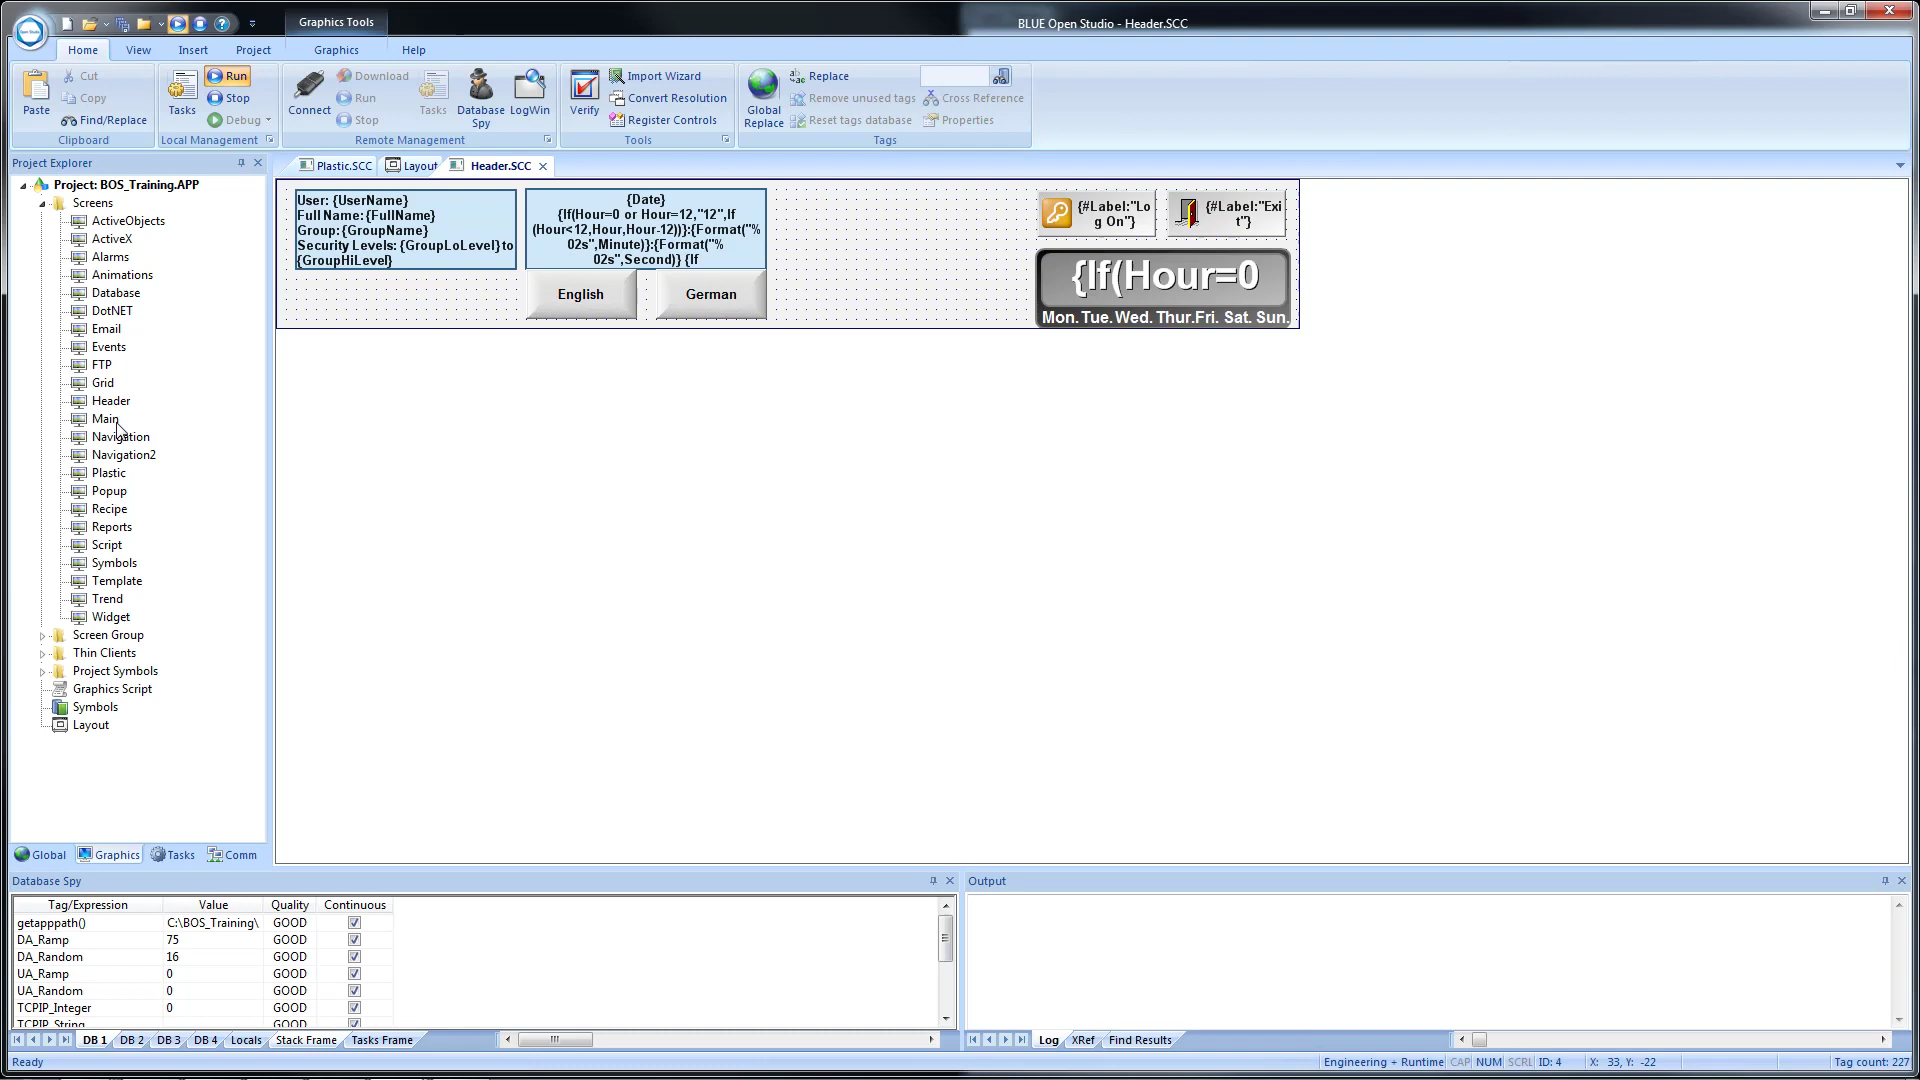 Graphics Tools
BLUE Open Studio - Header.SCC
Home
View
Insert
Project
Graphics
Help
Paste
Cut
Copy
Find/Replace
Clipboard
Tasks
Run
Stop
Debug
Local Management
Connect
Download
Run
Stop
Tasks
Database
Spy
LogWin
Remote Management
Verify
Import Wizard
Convert Resolution
Register Controls
Tools
Global
Replace
Replace
Remove unused tags
Reset tags database
Cross Reference
Properties
Tags
Project Explorer
Project: BOS_Training.APP
Screens
ActiveObjects
ActiveX
Alarms
Animations
Database
DotNET
Email
Events
FTP
Grid
Header
Main
Navigation
Navigation2
Plastic
Popup
Recipe
Reports
Script
Symbols
Template
Trend
Widget
Screen Group
Thin Clients
Project Symbols
Graphics Script
Symbols
Layout
Global
Graphics
Tasks
Comm
Plastic.SCC
Layout
Header.SCC
User: {UserName}
Full Name: {FullName}
Group: {GroupName}
Security Levels: {GroupLoLevel} to
{GroupHiLevel}
{Date}
{If(Hour=0 or Hour=12,"12",If
(Hour<12,Hour,Hour-12))}:{Format("%
02s",Minute)}:{Format("%
02s",Second)} {If
English
German
{#Label:"Lo
g On"}
{#Label:"Exi
t"}
{If(Hour=0
Mon. Tue. Wed. Thur. Fri. Sat. Sun.
Database Spy
Tag/Expression Value Quality Continuous
getapppath() C:\BOS_Training\ GOOD
DA_Ramp 75 GOOD
DA_Random 16 GOOD
UA_Ramp 0 GOOD
UA_Random 0 GOOD
TCPIP_Integer 0 GOOD
TCPIP_String GOOD
DB 1
DB 2
DB 3
DB 4
Locals
Stack Frame
Tasks Frame
Output
Log
XRef
Find Results
Ready
Engineering + Runtime
CAP
NUM
SCRL
ID: 4
X: 33, Y: -22
Tag count: 227